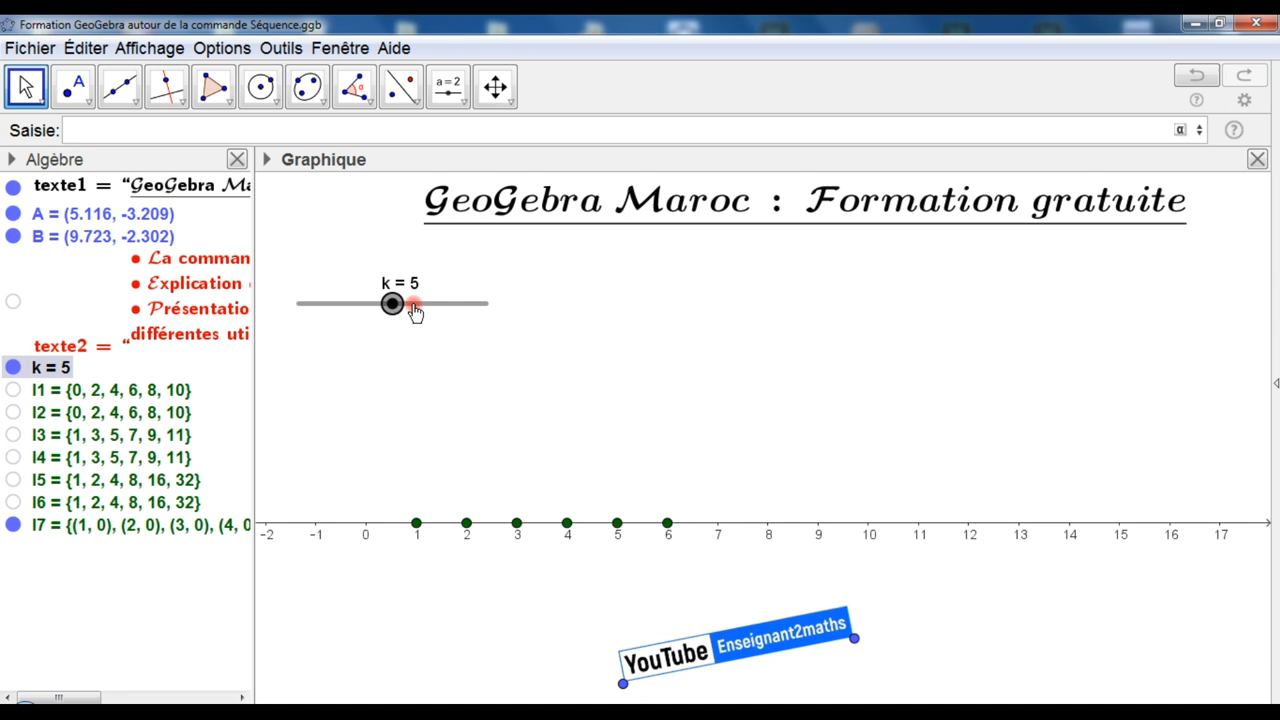 Formation GeoGebra autour de la commande Séquence.ggb
Fichier Éditer Affichage Options Outils Fenêtre Aide
A
α
a=2
Saisie:
α
Algèbre
Graphique
texte1 = “GeoGebra Ma
A = (5.116, -3.209)
B = (9.723, -2.302)
• La comman
• Explication
• Présentatio
différentes uti
texte2 = “
k = 5
l1 = {0, 2, 4, 6, 8, 10}
l2 = {0, 2, 4, 6, 8, 10}
l3 = {1, 3, 5, 7, 9, 11}
l4 = {1, 3, 5, 7, 9, 11}
l5 = {1, 2, 4, 8, 16, 32}
l6 = {1, 2, 4, 8, 16, 32}
l7 = {(1, 0), (2, 0), (3, 0), (4, 0
GeoGebra Maroc : Formation gratuite
k = 5
-2 -1 0 1 2 3 4 5 6 7 8 9 10 11 12 13 14 15 16 17
YouTube Enseignant2maths